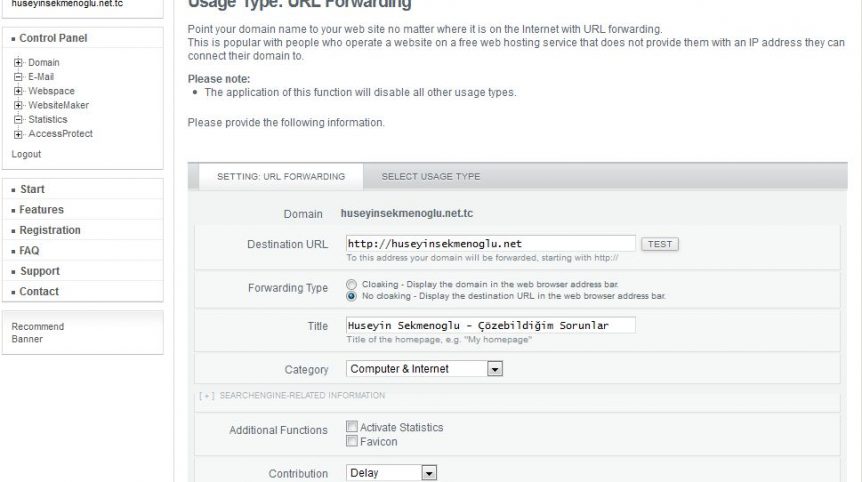 huseyinsekmenoglu.net.tc
Control Panel
Domain
E-Mail
Webspace
WebsiteMaker
Statistics
AccessProtect
Logout
Start
Features
Registration
FAQ
Support
Contact
Recommend
Banner
Usage Type: URL Forwarding
Point your domain name to your web site no matter where it is on the Internet with URL forwarding.
This is popular with people who operate a website on a free web hosting service that does not provide them with an IP address they can
connect their domain to.
Please note:
The application of this function will disable all other usage types.
Please provide the following information.
SETTING: URL FORWARDING SELECT USAGE TYPE
Domain huseyinsekmenoglu.net.tc
Destination URL http://huseyinsekmenoglu.net TEST
To this address your domain will be forwarded, starting with http://
Forwarding Type Cloaking - Display the domain in the web browser address bar.
No cloaking - Display the destination URL in the web browser address bar.
Title Huseyin Sekmenoglu - Çözebildiğim Sorunlar
Title of the homepage, e.g. "My homepage"
Category Computer & Internet
[ + ] SEARCHENGINE-RELATED INFORMATION
Additional Functions Activate Statistics
Favicon
Contribution Delay